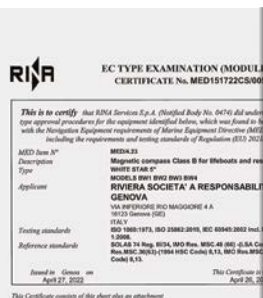 RINA
EC TYPE EXAMINATION (MODUL
CERTIFICATE No. MED151722CS/00
This is to certify that RINA Services S.p.A. (Notified Body No. 0474) did under
type approval procedures for the equipment identified below, which was found to b
with the Navigation Equipment requirements of Marine Equipment Directive (MED
including the requirements and testing standards of Regulation (EU) 202
MED Item N°
MED/4.23
Description
Magnetic compass Class B for lifeboats and res
Type
WHITE STAR 5"
MODELS BW1 BW2 BW3 BW4
Applicant
RIVIERA SOCIETA' A RESPONSABILI
GENOVA
VIA INFERIORE RIO MAGGIORE 4 A
16123 Genova (GE)
ITALY
Testing standards
ISO 1069:1973, ISO 25862:2019, IEC 60945:2002 Incl. I
1:2008.
Reference standards
SOLAS 74 Reg. III/34, IMO Res. MSC.48 (66) -(LSA Co
Res.MSC.36(63)-(1994 HSC Code) 8,13, IMO Res.MSC
Code) 8,13.
Issued in Genoa on
April 27, 2022
This Certificate is
April 26, 20
This Certificate consists of this sheet plus an attachment